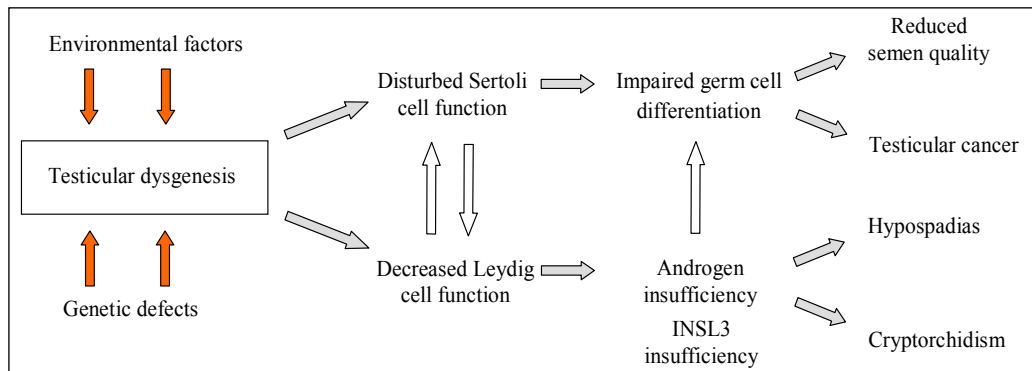 Environmental factors
Testicular dysgenesis
Genetic defects
Disturbed Sertoli
cell function
Decreased Leydig
cell function
Impaired germ cell
differentiation
Androgen
insufficiency
INSL3
insufficiency
Reduced
semen quality
Testicular cancer
Hypospadias
Cryptorchidism